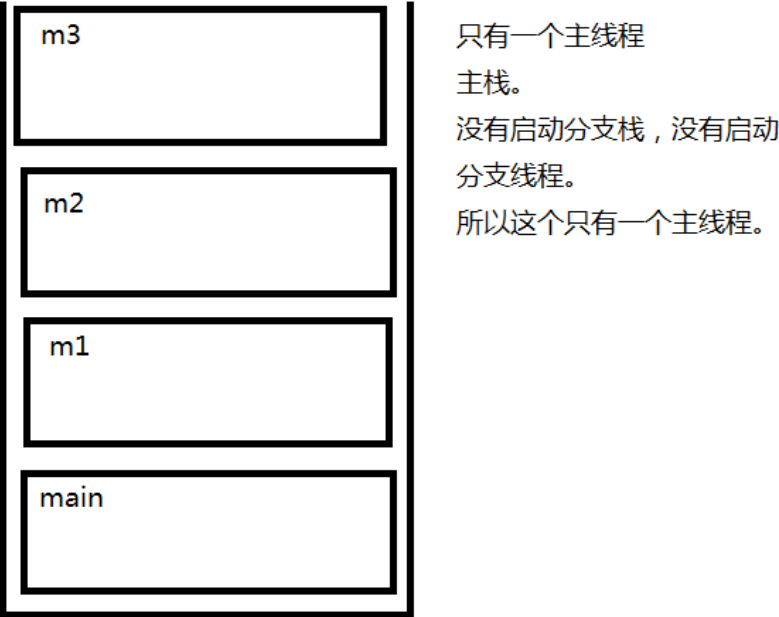 m3
m2
m1
main
只有一个主线程
主栈。
没有启动分支栈，没有启动
分支线程。
所以这个只有一个主线程。